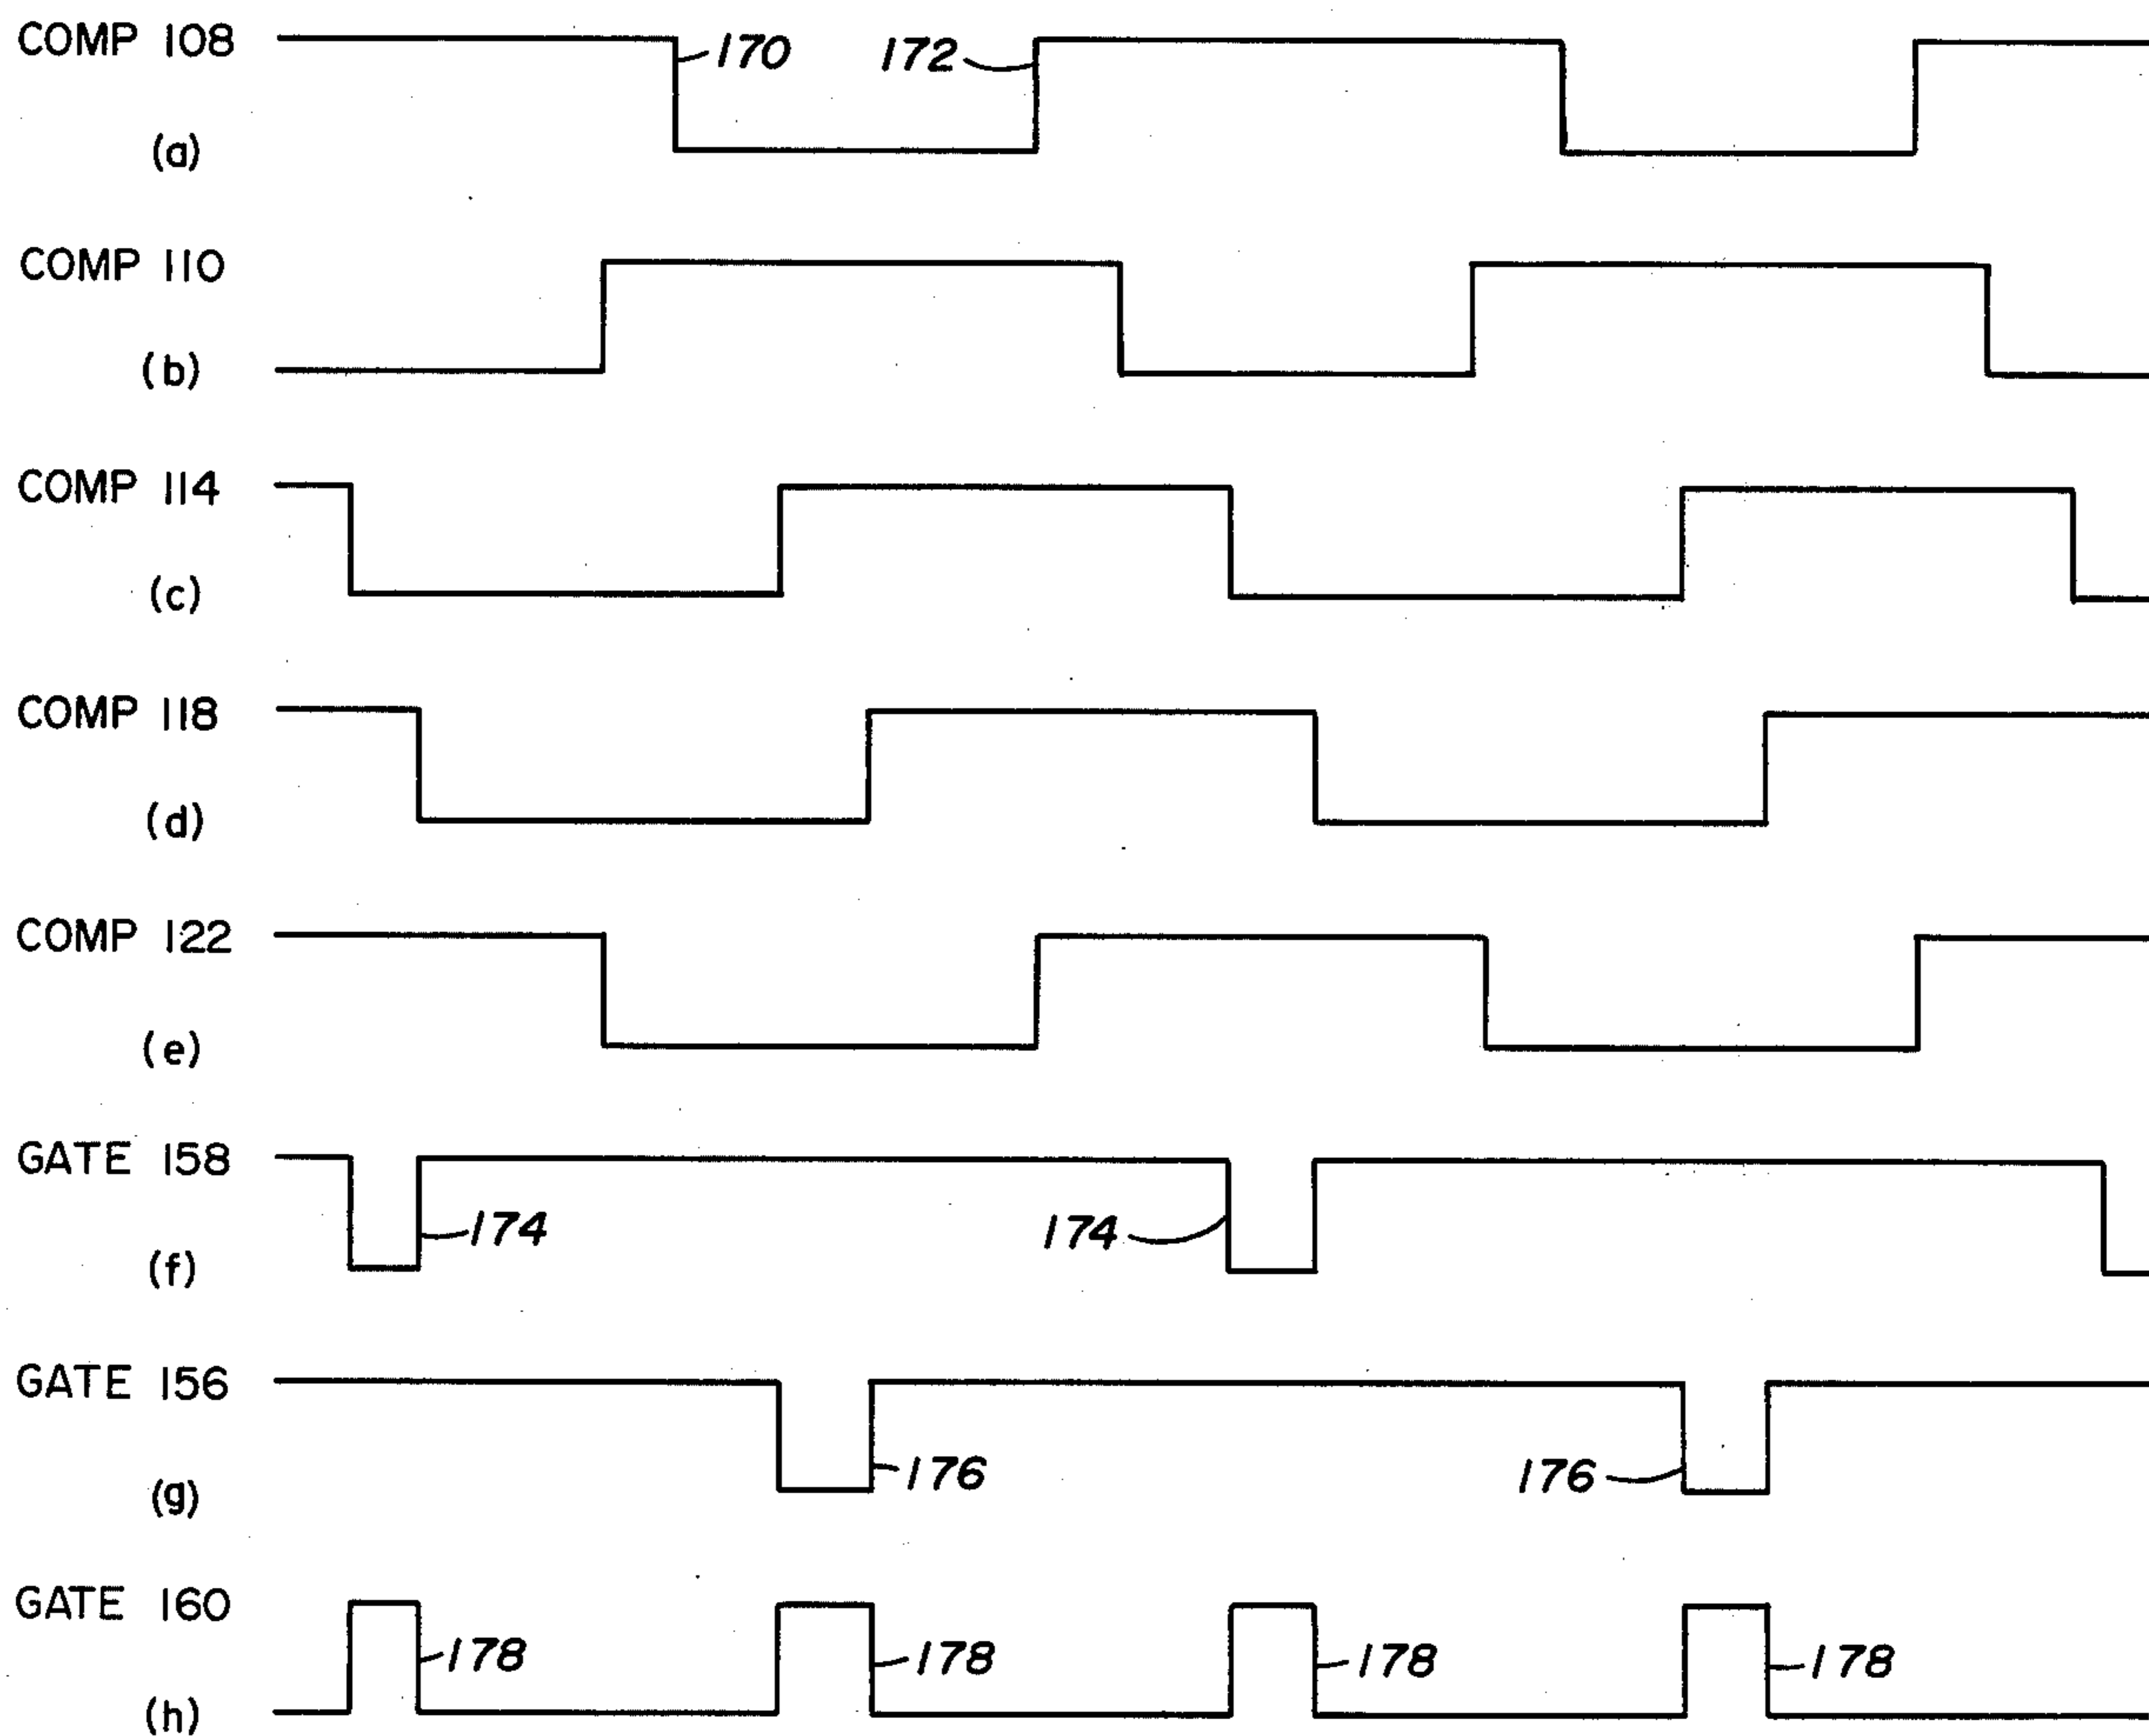 COMP 108
170
172
(a)
COMP 110
(b)
COMP 114
(c)
COMP 118
(d)
COMP 122
(e)
GATE 158
174
174
(f)
GATE 156
176
176
(g)
GATE 160
178
178
178
178
(h)